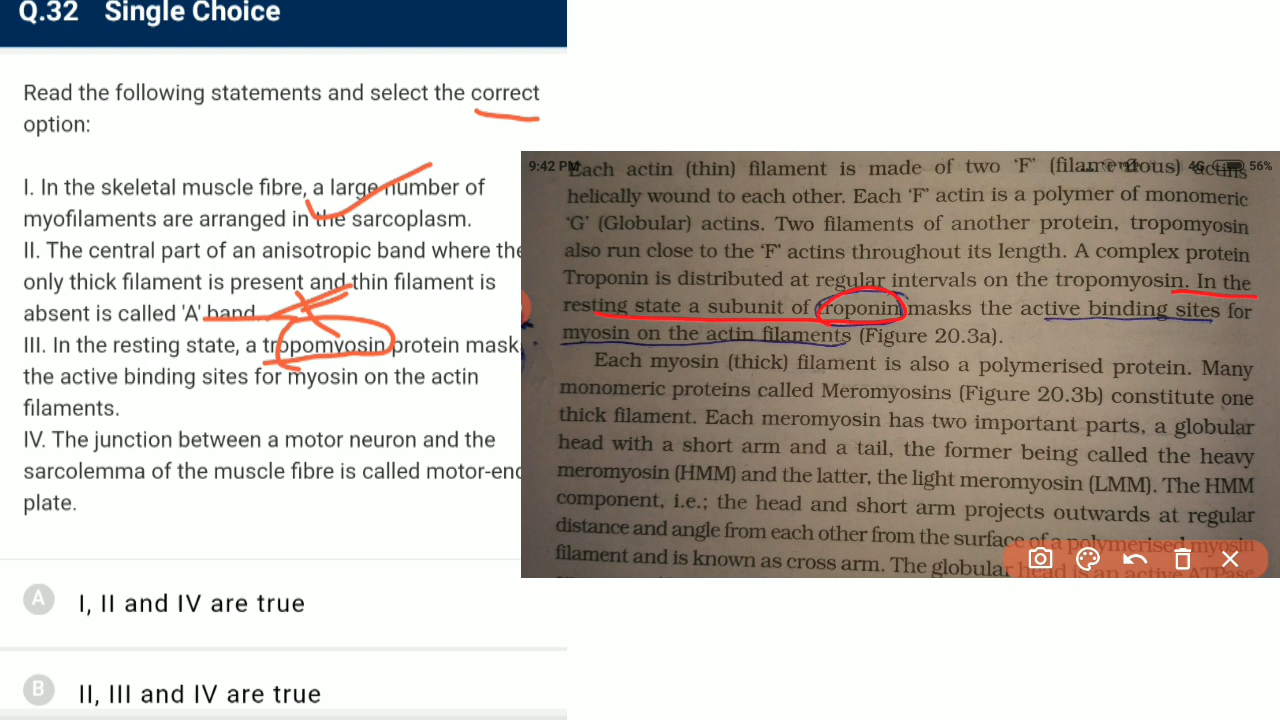 Q.32 Single Choice
Read the following statements and select the correct
option:
I. In the skeletal muscle fibre, a large number of
myofilaments are arranged in the sarcoplasm.
II. The central part of an anisotropic band where the
only thick filament is present and thin filament is
absent is called 'A' band.
III. In the resting state, a tropomyosin protein mask
the active binding sites for myosin on the actin
filaments.
IV. The junction between a motor neuron and the
sarcolemma of the muscle fibre is called motor-end
plate.
A I, II and IV are true
B II, III and IV are true
9:42 PM 4G 56%
Each actin (thin) filament is made of two 'F' (filamentous) actins
helically wound to each other. Each 'F' actin is a polymer of monomeric
'G' (Globular) actins. Two filaments of another protein, tropomyosin
also run close to the 'F' actins throughout its length. A complex protein
Troponin is distributed at regular intervals on the tropomyosin. In the
resting state a subunit of troponin masks the active binding sites for
myosin on the actin filaments (Figure 20.3a).
Each myosin (thick) filament is also a polymerised protein. Many
monomeric proteins called Meromyosins (Figure 20.3b) constitute one
thick filament. Each meromyosin has two important parts, a globular
head with a short arm and a tail, the former being called the heavy
meromyosin (HMM) and the latter, the light meromyosin (LMM). The HMM
component, i.e.; the head and short arm projects outwards at regular
distance and angle from each other from the surface of a polymerised myosin
filament and is known as cross arm. The globular head is an active ATPase